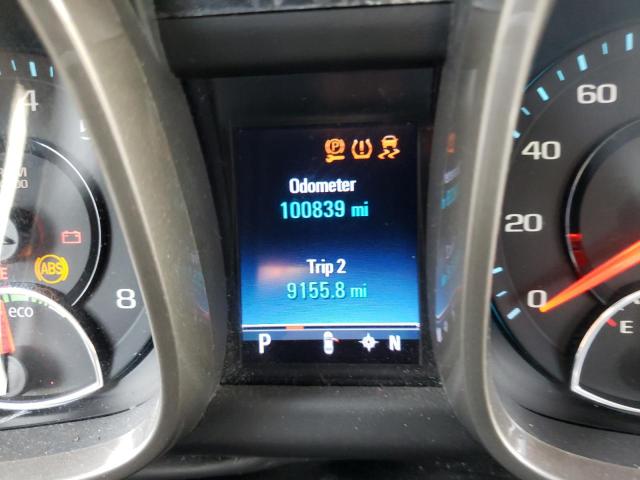 4
5
60
40
Odometer
100839 mi
20
Trip 2
ABS
9155.8 mi
8
0
eco
E
P
N